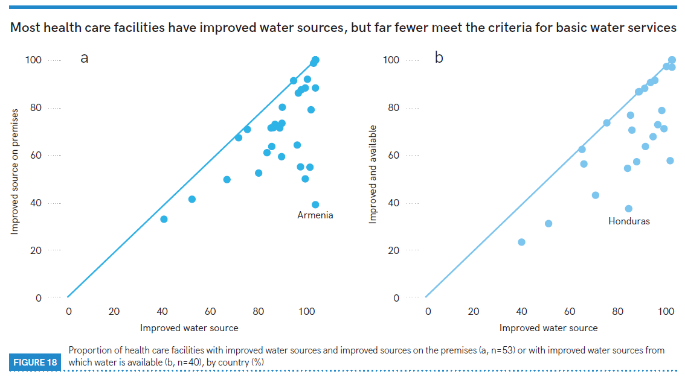 Most health care facilities have improved water sources, but far fewer meet the criteria for basic water services
a
100
80
60
40
20
0
Improved source on premises
Armenia
0 20 40 60 80 100
Improved water source
b
100
80
60
40
20
0
Improved and available
Honduras
0 20 40 60 80 100
Improved water source
FIGURE 18
Proportion of health care facilities with improved water sources and improved sources on the premises (a, n=53) or with improved water sources from
which water is available (b, n=40), by country (%)